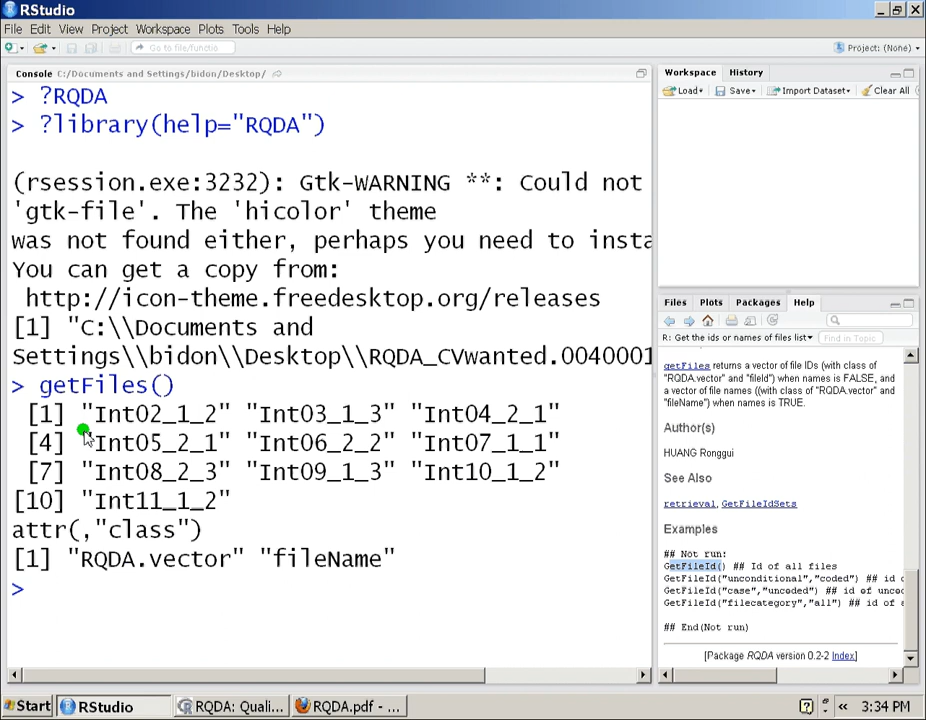 RStudio
File Edit View Project Workspace Plots Tools Help
Go to file/functio
Project: (None)
Console C:/Documents and Settings/bidon/Desktop/
> ?RQDA
> ?library(help="RQDA")
(rsession.exe:3232): Gtk-WARNING **: Could not
'gtk-file'. The 'hicolor' theme
was not found either, perhaps you need to insta
You can get a copy from:
http://icon-theme.freedesktop.org/releases
[1] "C:\\Documents and
Settings\\bidon\\Desktop\\RQDA_CVwanted.0040001
> getFiles()
[1] "Int02_1_2" "Int03_1_3" "Int04_2_1"
[4] "Int05_2_1" "Int06_2_2" "Int07_1_1"
[7] "Int08_2_3" "Int09_1_3" "Int10_1_2"
[10] "Int11_1_2"
attr(,"class")
[1] "RQDA.vector" "fileName"
>
Workspace History
Load Save Import Dataset Clear All
Files Plots Packages Help
R: Get the ids or names of files list Find in Topic
getFiles returns a vector of file IDs (with class of
"RQDA.vector" and "fileId") when names is FALSE, and
a vector of file names ((with class of "RQDA.vector" and
"fileName") when names is TRUE.
Author(s)
HUANG Ronggui
See Also
retrieval, GetFileIdSets
Examples
## Not run:
GetFileId() ## Id of all files
GetFileId("unconditional","coded") ## id o
GetFileId("case","uncoded") ## id of uncod
GetFileId("filecategory","all") ## id of a
## End(Not run)
[Package RQDA version 0.2-2 Index]
Start RStudio RQDA: Quali... RQDA.pdf - ... 3:34 PM